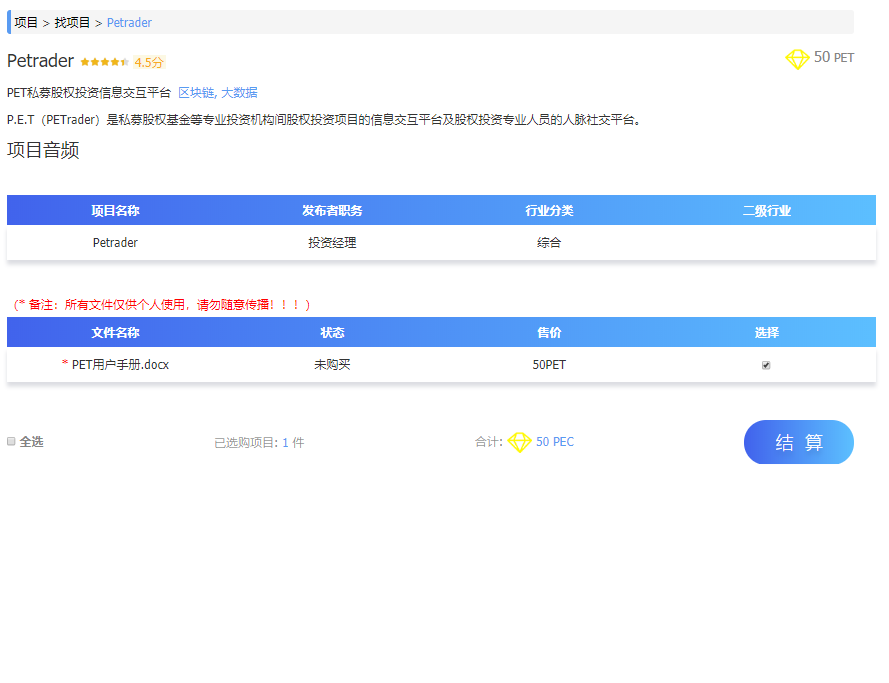 项目 > 找项目 > Petrader
Petrader 4.5分 50 PET
PET私募股权投资信息交互平台 区块链, 大数据
P.E.T（PETrader）是私募股权基金等专业投资机构间股权投资项目的信息交互平台及股权投资专业人员的人脉社交平台。
项目音频
项目名称 发布者职务 行业分类 二级行业
Petrader 投资经理 综合
（* 备注：所有文件仅供个人使用，请勿随意传播！！！）
文件名称 状态 售价 选择
* PET用户手册.docx 未购买 50PET
全选 已选购项目: 1 件 合计: 50 PEC 结 算